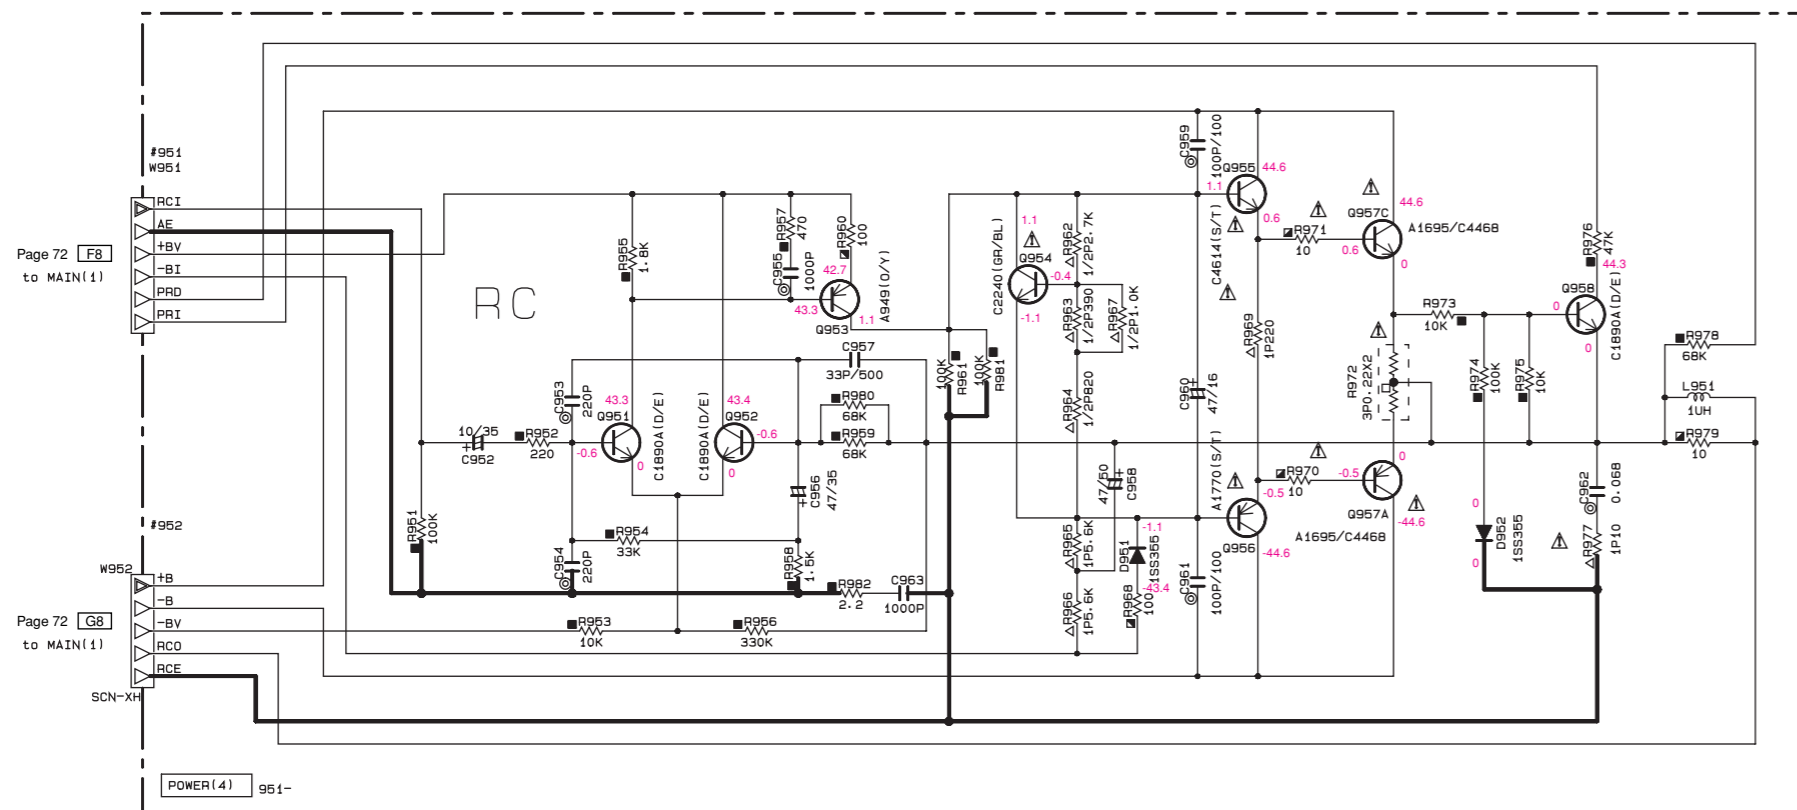 #951
W951
RCI
AE
+BV
-BI
PRD
PRI
Page 72 F8
to MAIN(1)
RC
#952
W952
+B
-B
-BV
RCO
RCE
Page 72 G8
to MAIN(1)
SCN-XH
POWER(4) 951-
R951
100K
10/35
C952
R952
220
C953
220P
C954
220P
-0.6
Q951
43.3
0
C1890A(D/E)
R955
1.8K
R954
33K
R953
10K
C1890A(D/E)
43.4
Q952
-0.6
0
R956
330K
R957
470
C955
1000P
R960
100
42.7
43.3
Q953
1.1
A949(O/Y)
C957
33P/500
R980
68K
R959
68K
C956
47/35
R958
1.5K
R982
2.2
C963
1000P
100K
R961
100K
R981
C2240(GR/BL)
1.1
Q954
-0.4
-1.1
R962
1/2P2.7K
R963
1/2P390
R967
1/2P1.0K
R964
1/2P820
47/50
C958
R965
1P5.6K
R966
1P5.6K
-1.1
D951
1SS355
-43.4
R968
100
C959
100P/100
C960
47/16
C961
100P/100
Q955
44.6
1.1
0.6
C4614(S/T)
R969
1P220
A1770(S/T)
-0.5
Q956
-44.6
R971
10
R970
10
Q957C
44.6
A1695/C4468
0.6
0
R972
3P0.22X2
0
-0.5
Q957A
-44.6
A1695/C4468
R973
10K
R974
100K
R975
10K
0
D952
1SS355
0
R976
47K
44.3
Q958
0
0
C1890A(D/E)
C962
0.068
R977
1P10
R978
68K
L951
1UH
R979
10